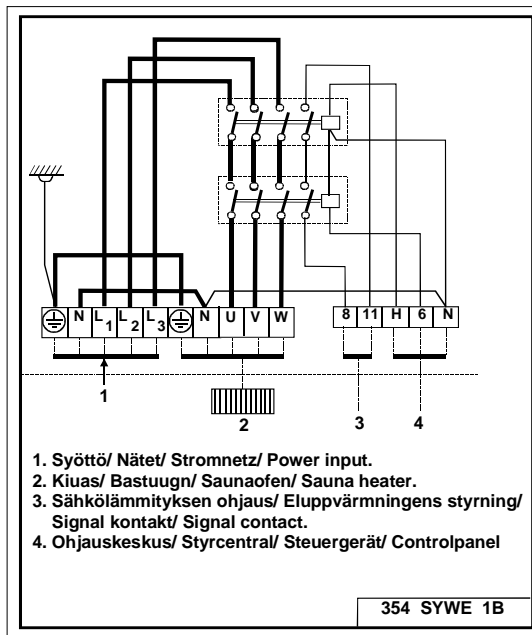 N L1 L2 L3 N U V W
8 11 H 6 N
1 2 3 4
1. Syöttö/ Nätet/ Stromnetz/ Power input.
2. Kiuas/ Bastuugn/ Saunaofen/ Sauna heater.
3. Sähkölämmityksen ohjaus/ Eluppvärmningens styrning/
Signal kontakt/ Signal contact.
4. Ohjauskeskus/ Styrcentral/ Steuergerät/ Controlpanel
354 SYWE 1B